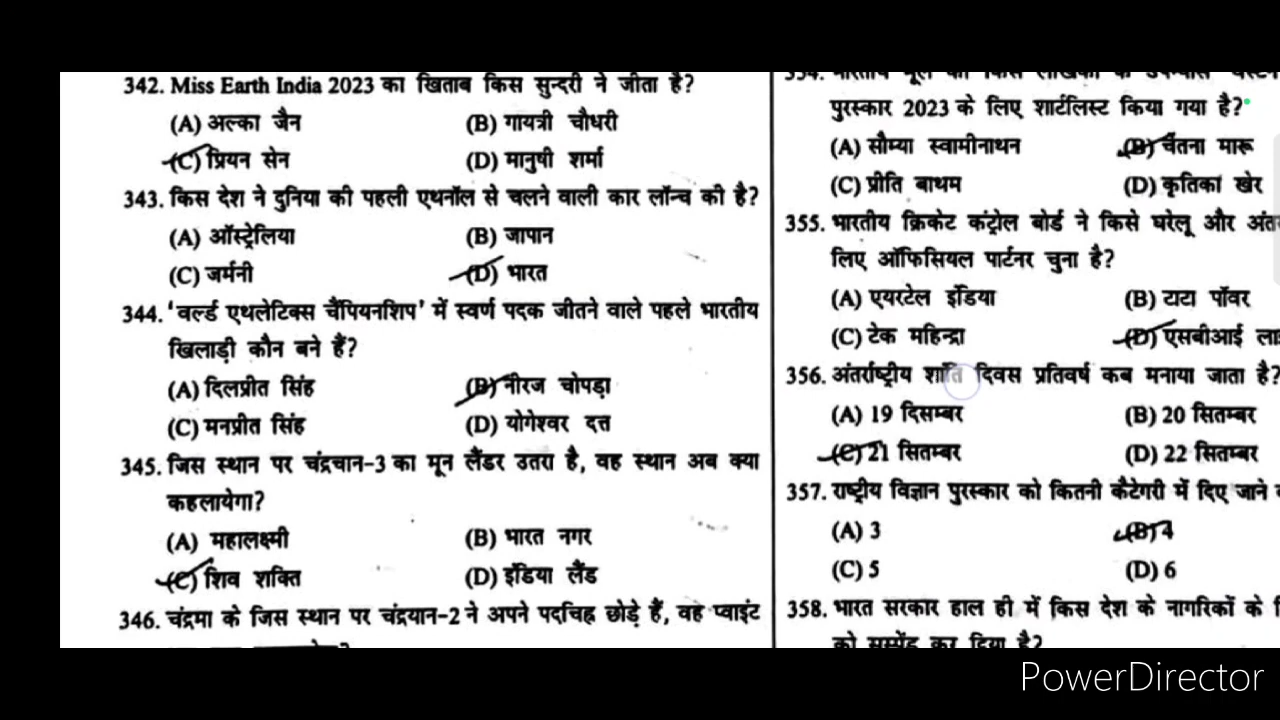 342. Miss Earth India 2023 का खिताब किस सुन्दरी ने जीता है?
(A) अल्का जैन (B) गायत्री चौधरी
(C) प्रियन सेन (D) मानुषी शर्मा
343. किस देश ने दुनिया की पहली एथनॉल से चलने वाली कार लॉन्च की है?
(A) ऑस्ट्रेलिया (B) जापान
(C) जर्मनी (D) भारत
344. 'वर्ल्ड एथलेटिक्स चैंपियनशिप' में स्वर्ण पदक जीतने वाले पहले भारतीय
खिलाड़ी कौन बने हैं?
(A) दिलप्रीत सिंह (B) नीरज चोपड़ा
(C) मनप्रीत सिंह (D) योगेश्वर दत्त
345. जिस स्थान पर चंद्रचान-3 का मून लैंडर उतरा है, वह स्थान अब क्या
कहलायेगा?
(A) महालक्ष्मी (B) भारत नगर
(C) शिव शक्ति (D) इंडिया लैंड
346. चंद्रमा के जिस स्थान पर चंद्रयान-2 ने अपने पदचिह्न छोड़े हैं, वह प्वाइंट
पुरस्कार 2023 के लिए शार्टलिस्ट किया गया है?
(A) सौम्या स्वामीनाथन (B) चेतना मारू
(C) प्रीति बाथम (D) कृतिका खेर
355. भारतीय क्रिकेट कंट्रोल बोर्ड ने किसे घरेलू और
लिए ऑफिसियल पार्टनर चुना है?
(A) एयरटेल इंडिया (B) टाटा पॉवर
(C) टेक महिन्द्रा (D) एसबीआई
356. अंतर्राष्ट्रीय शांति दिवस प्रतिवर्ष कब मनाया जाता है?
(A) 19 दिसम्बर (B) 20 सितम्बर
(C) 21 सितम्बर (D) 22 सितम्बर
357. राष्ट्रीय विज्ञान पुरस्कार को कितनी कैटेगरी में दिए जाने
(A) 3 (B) 4
(C) 5 (D) 6
358. भारत सरकार हाल ही में किस देश के नागरिकों के
को सस्पेंड कर दिया है?
PowerDirector